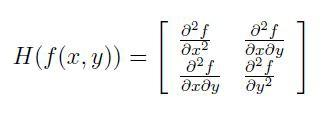 H(f(x, y)) = [ ∂²f/∂x² ∂²f/∂x∂y
∂²f/∂x∂y ∂²f/∂y² ]